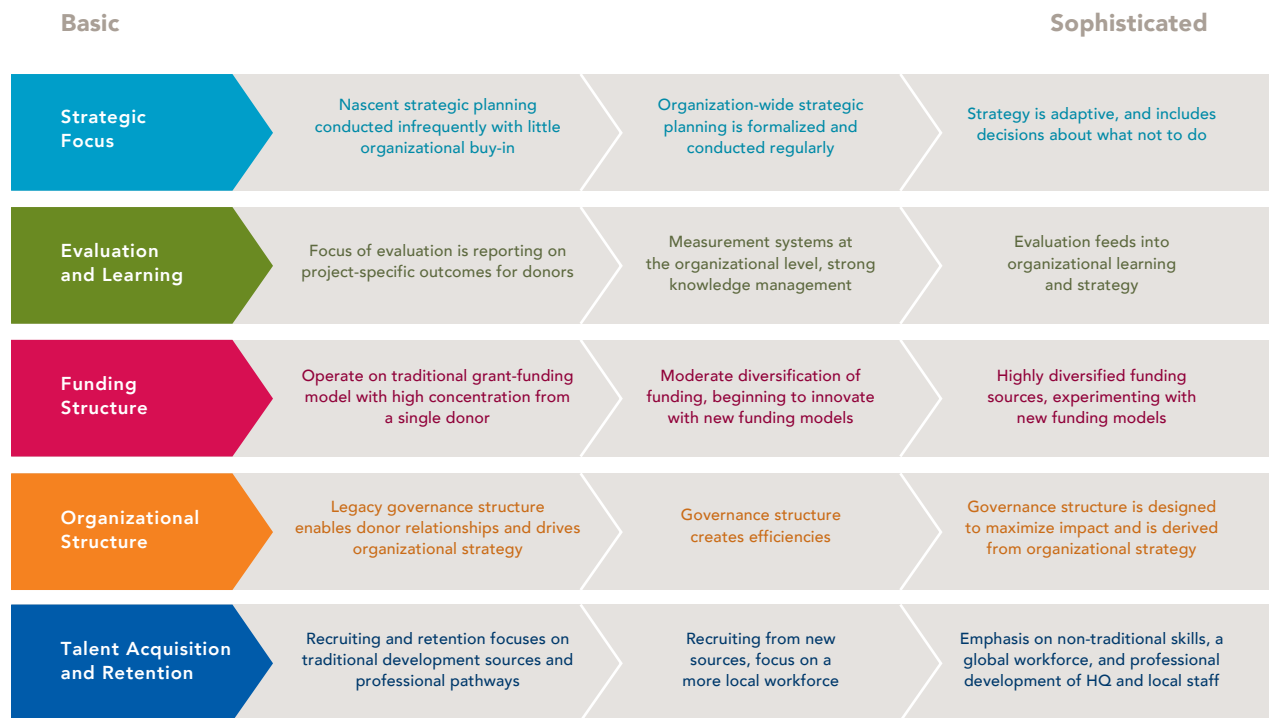 Basic
Sophisticated
Strategic
Focus
Nascent strategic planning
conducted infrequently with little
organizational buy-in
Organization-wide strategic
planning is formalized and
conducted regularly
Strategy is adaptive, and includes
decisions about what not to do
Evaluation
and Learning
Focus of evaluation is reporting on
project-specific outcomes for donors
Measurement systems at
the organizational level, strong
knowledge management
Evaluation feeds into
organizational learning
and strategy
Funding
Structure
Operate on traditional grant-funding
model with high concentration from
a single donor
Moderate diversification of
funding, beginning to innovate
with new funding models
Highly diversified funding
sources, experimenting with
new funding models
Organizational
Structure
Legacy governance structure
enables donor relationships and drives
organizational strategy
Governance structure
creates efficiencies
Governance structure is designed
to maximize impact and is derived
from organizational strategy
Talent Acquisition
and Retention
Recruiting and retention focuses on
traditional development sources and
professional pathways
Recruiting from new
sources, focus on a
more local workforce
Emphasis on non-traditional skills, a
global workforce, and professional
development of HQ and local staff